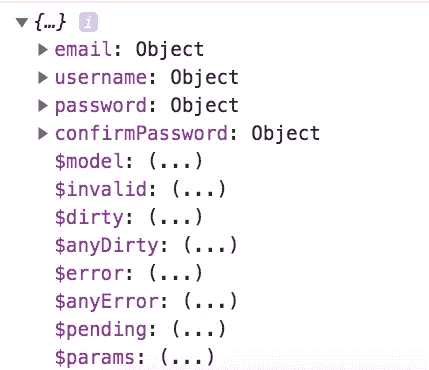 ▼ {…} i
▶ email: Object
▶ username: Object
▶ password: Object
▶ confirmPassword: Object
$model: (...)
$invalid: (...)
$dirty: (...)
$anyDirty: (...)
$error: (...)
$anyError: (...)
$pending: (...)
$params: (...)